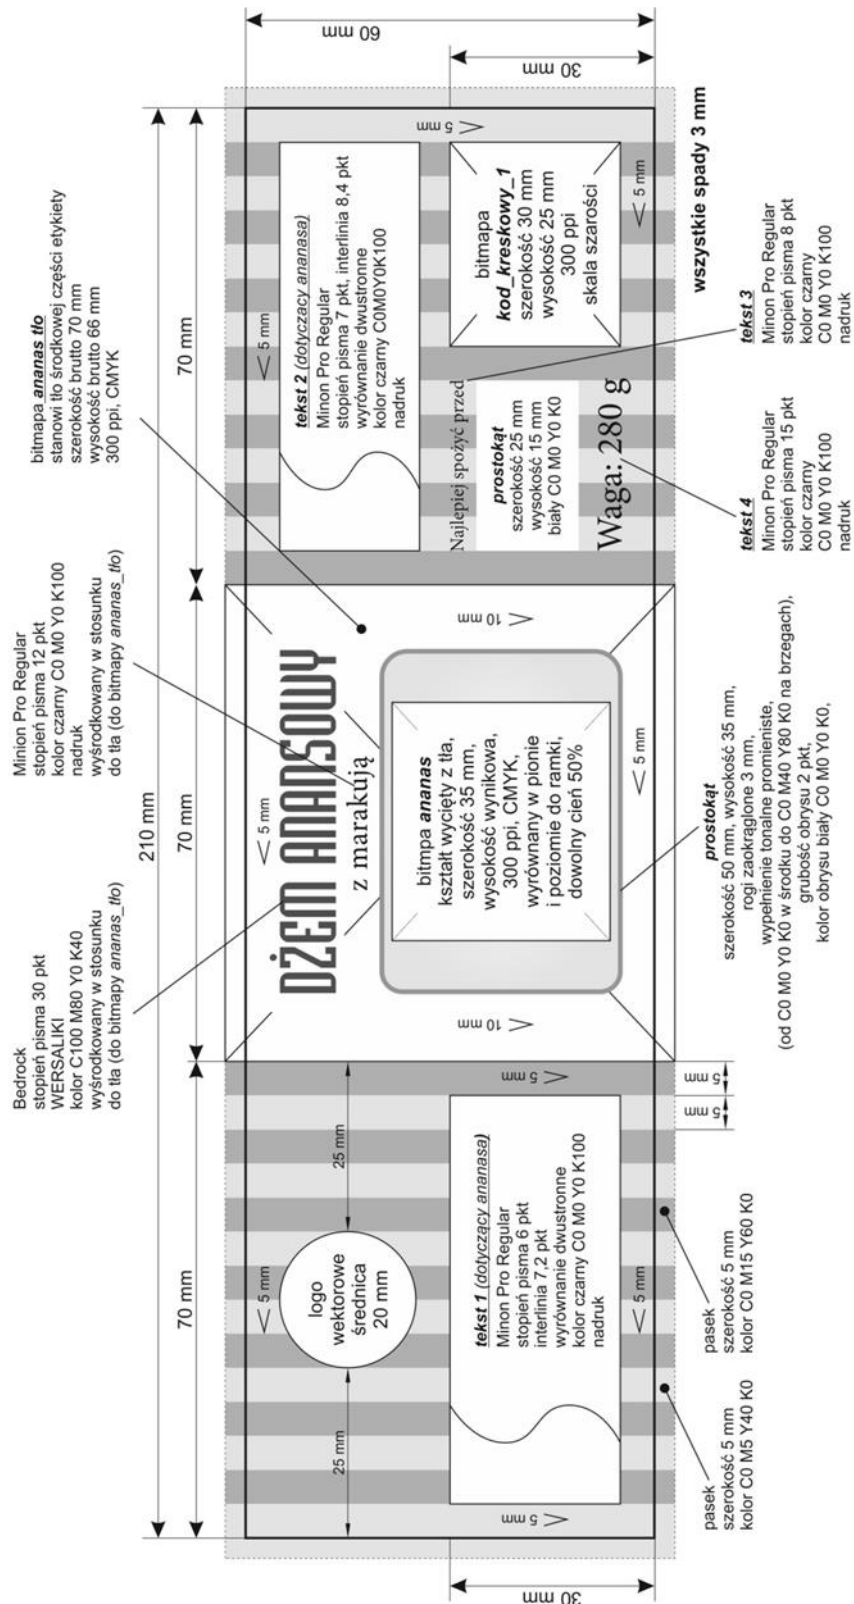 Bedrock
stopień pisma 30 pkt
WERSALIKI
kolor C100 M80 Y0 K40
wyśrodkowany w stosunku
do tła (do bitmapy ananas_tło)
Minion Pro Regular
stopień pisma 12 pkt
kolor czarny C0 M0 Y0 K100
nadruk
wyśrodkowany w stosunku
do tła (do bitmapy ananas_tło)
bitmapa ananas tło
stanowi tło środkowej części etykiety
szerokość brutto 70 mm
wysokość brutto 66 mm
300 ppi, CMYK
210 mm
70 mm
70 mm
70 mm
60 mm
30 mm
30 mm
< 5 mm
logo
wektorowe
średnica
20 mm
25 mm
25 mm
< 5 mm
< 5 mm
tekst 1 (dotyczący ananasa)
Minon Pro Regular
stopień pisma 6 pkt
interlinia 7,2 pkt
wyrównanie dwustronne
kolor czarny C0 M0 Y0 K100
nadruk
< 5 mm
5 mm
5 mm
< 5 mm
DŻEM ANANSOWY
z marakują
< 10 mm
< 10 mm
bitmpa ananas
kształt wycięty z tła,
szerokość 35 mm,
wysokość wynikowa,
300 ppi, CMYK,
wyrównany w pionie
i poziomie do ramki,
dowolny cień 50%
< 5 mm
< 5 mm
tekst 2 (dotyczący ananasa)
Minon Pro Regular
stopień pisma 7 pkt, interlinia 8,4 pkt
wyrównanie dwustronne
kolor czarny C0M0Y0K100
nadruk
< 5 mm
Najlepiej spożyć przed
prostokąt
szerokość 25 mm
wysokość 15 mm
biały C0 M0 Y0 K0
Waga: 280 g
bitmapa
kod_kreskowy_1
szerokość 30 mm
wysokość 25 mm
300 ppi
skala szarości
< 5 mm
wszystkie spady 3 mm
pasek
szerokość 5 mm
kolor C0 M5 Y40 K0
pasek
szerokość 5 mm
kolor C0 M15 Y60 K0
prostokąt
szerokość 50 mm, wysokość 35 mm,
rogi zaokrąglone 3 mm,
wypełnienie tonalne promieniste,
(od C0 M0 Y0 K0 w środku do C0 M40 Y80 K0 na brzegach),
grubość obrysu 2 pkt,
kolor obrysu biały C0 M0 Y0 K0,
tekst 4
Minon Pro Regular
stopień pisma 15 pkt
kolor czarny
C0 M0 Y0 K100
nadruk
tekst 3
Minon Pro Regular
stopień pisma 8 pkt
kolor czarny
C0 M0 Y0 K100
nadruk